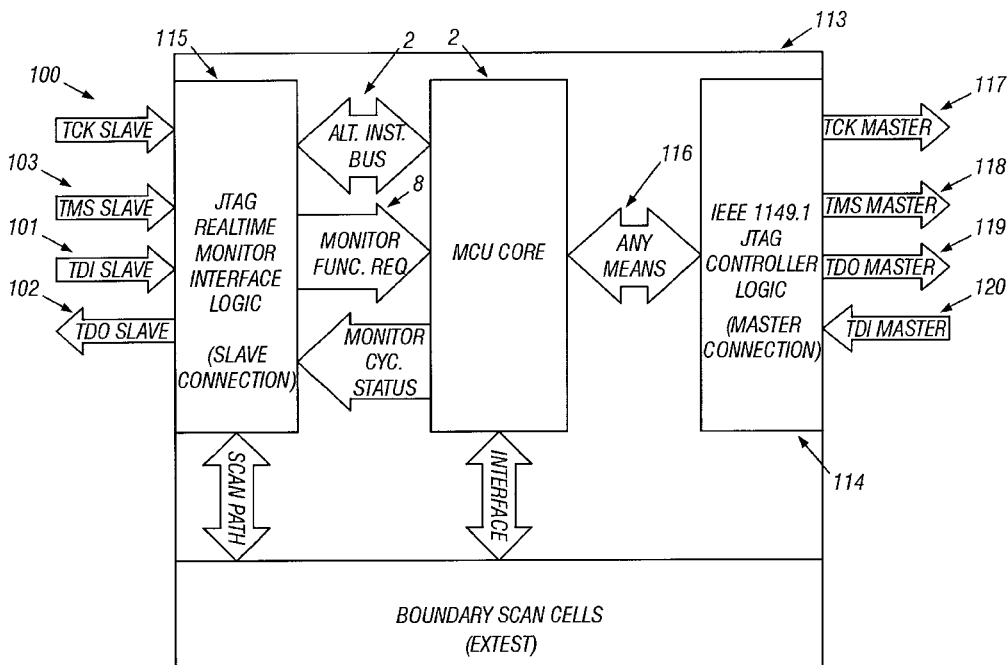 115
2
2
113
100
117
TCK SLAVE
ALT. INST.
BUS
TCK MASTER
103
116
118
TMS SLAVE
8
TMS MASTER
101
JTAG
REALTIME
MONITOR
INTERFACE
LOGIC
MONITOR
FUNC. REQ.
MCU CORE
ANY
MEANS
IEEE 1149.1
JTAG
CONTROLLER
LOGIC
119
TDI SLAVE
TDO MASTER
102
120
TDO SLAVE
MONITOR
CYC.
STATUS
(MASTER
CONNECTION)
TDI MASTER
(SLAVE
CONNECTION)
114
SCAN PATH
INTERFACE
BOUNDARY SCAN CELLS
(EXTEST)